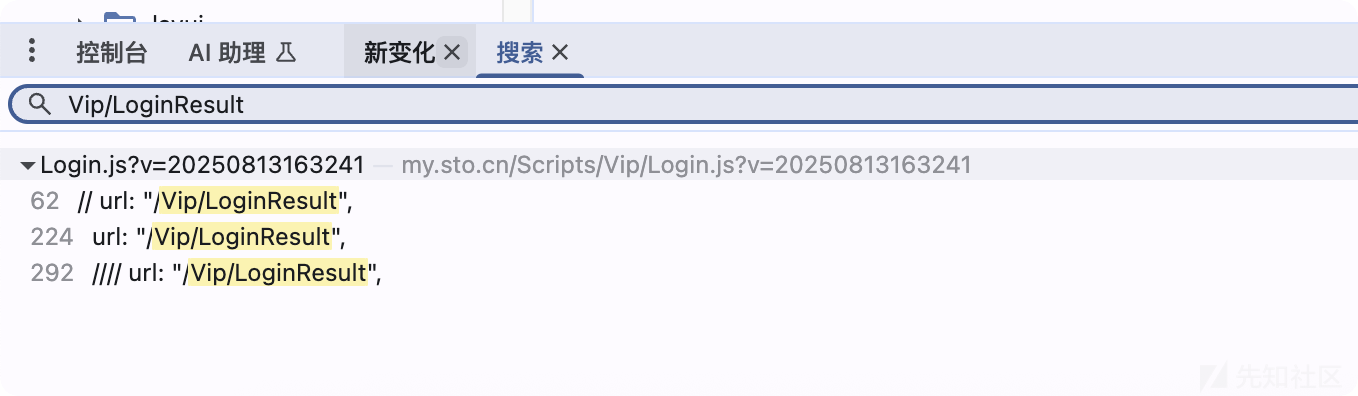 layui
控制台 AI 助理 新变化 搜索
Vip/LoginResult
Login.js?v=20250813163241 — my.sto.cn/Scripts/Vip/Login.js?v=20250813163241
62 // url: "/Vip/LoginResult",
224 url: "/Vip/LoginResult",
292 //// url: "/Vip/LoginResult",
先知社区